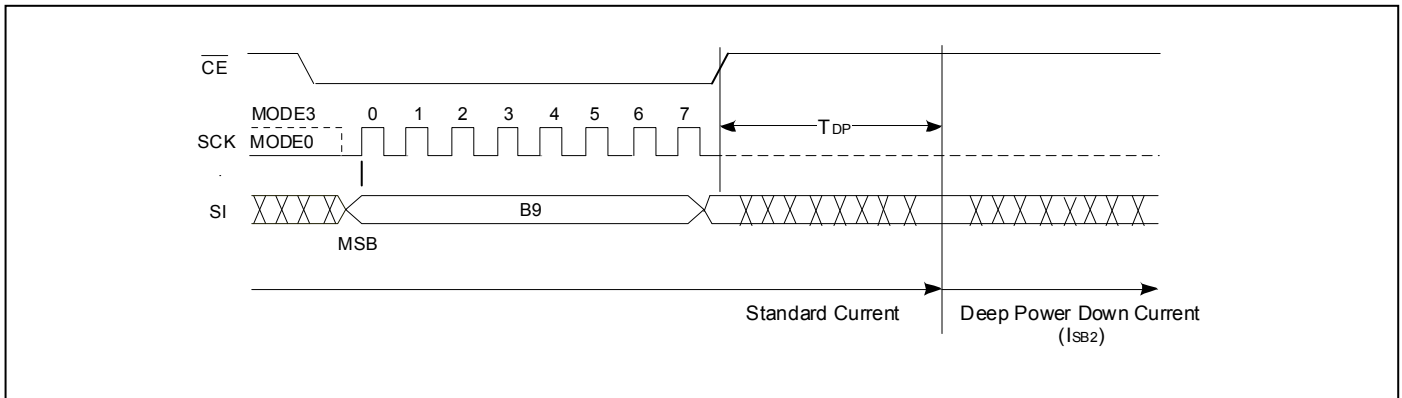 CE
MODE3
0 1 2 3 4 5 6 7
SCK
MODE0
TDP
SI
B9
MSB
Standard Current
Deep Power Down Current
(ISB2)